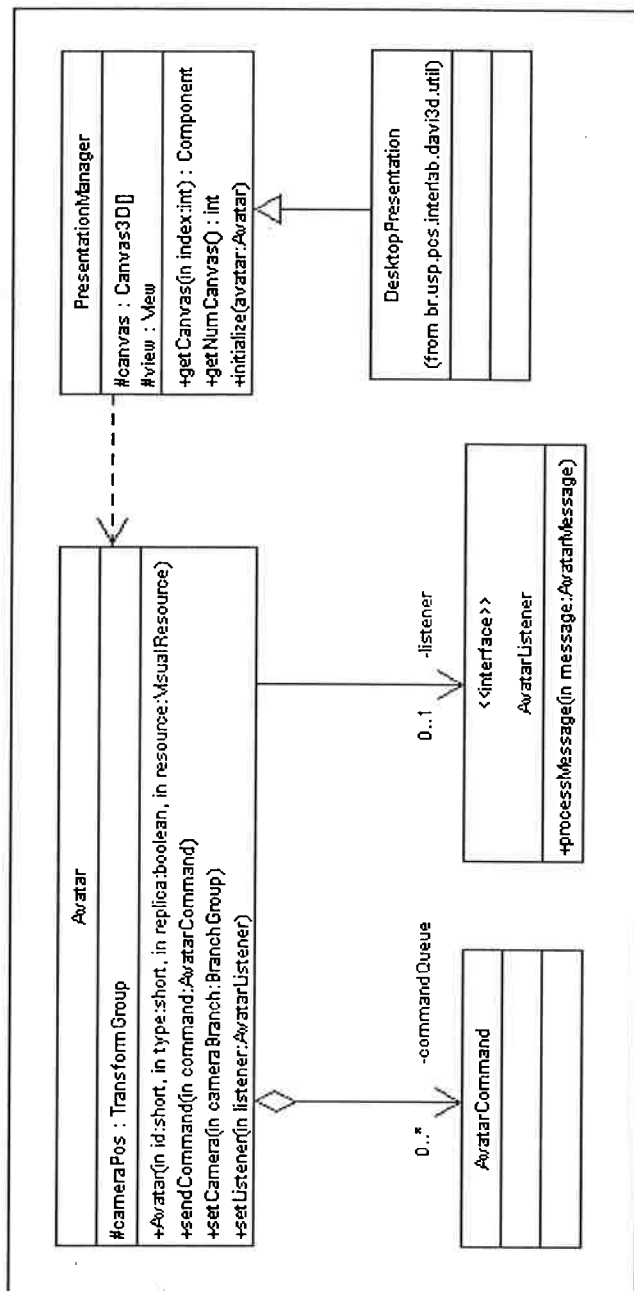 Avatar
#cameraPos : TransformGroup
+Avatar(in id:short, in type:short, in replica:boolean, in resource:VisualResource)
+sendCommand(in command:AvatarCommand)
+setCamera(in cameraBranch:BranchGroup)
+setListener(in listener:AvatarListener)
PresentationManager
#canvas : Canvas3D[]
#view : View
+getCanvas(in index:int) : Component
+getNumCanvas() : int
+initialize(avatar:Avatar)
0..*
-commandQueue
0..1
-listener
AvatarCommand
<<interface>>
AvatarListener
+processMessage(in message:AvatarMessage)
DesktopPresentation
(from br.usp.pcs.interlab.davi3d.util)